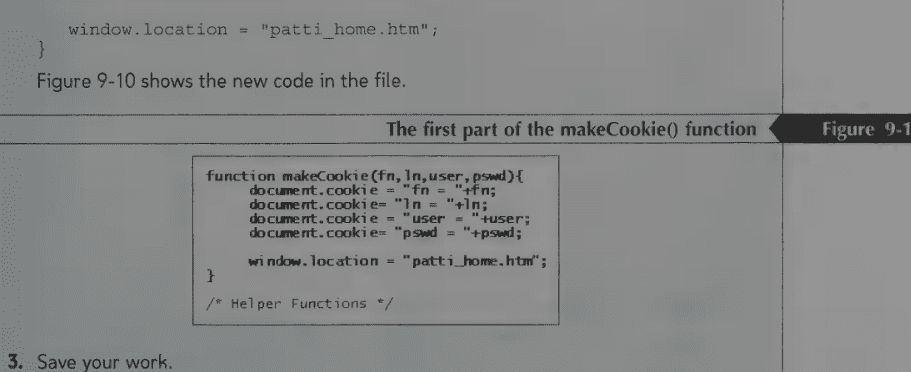 window.location = "patti_home.htm";
}
Figure 9-10 shows the new code in the file.
The first part of the makeCookie() function
Figure 9-1
function makeCookie(fn,ln,user,pswd){
document.cookie = "fn = "+fn;
document.cookie= "ln = "+ln;
document.cookie = "user = "+user;
document.cookie= "pswd = "+pswd;
window.location = "patti_home.htm";
}
/* Helper Functions */
3. Save your work.